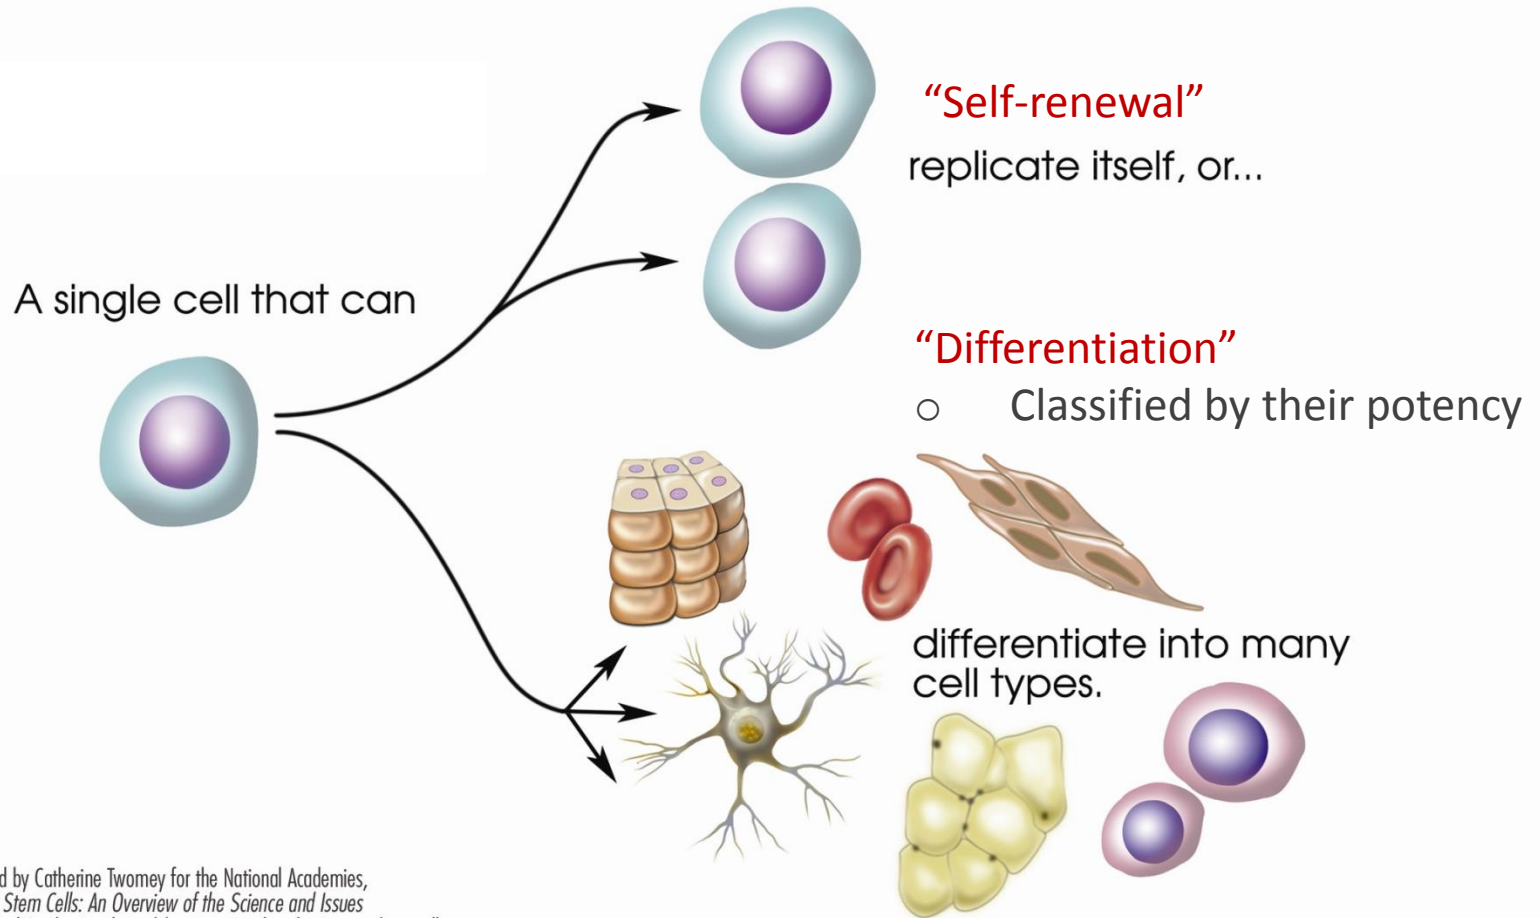 “Self-renewal”
replicate itself, or...
A single cell that can
“Differentiation”
○ Classified by their potency
differentiate into many
cell types.
d by Catherine Twomey for the National Academies,
Stem Cells: An Overview of the Science and Issues